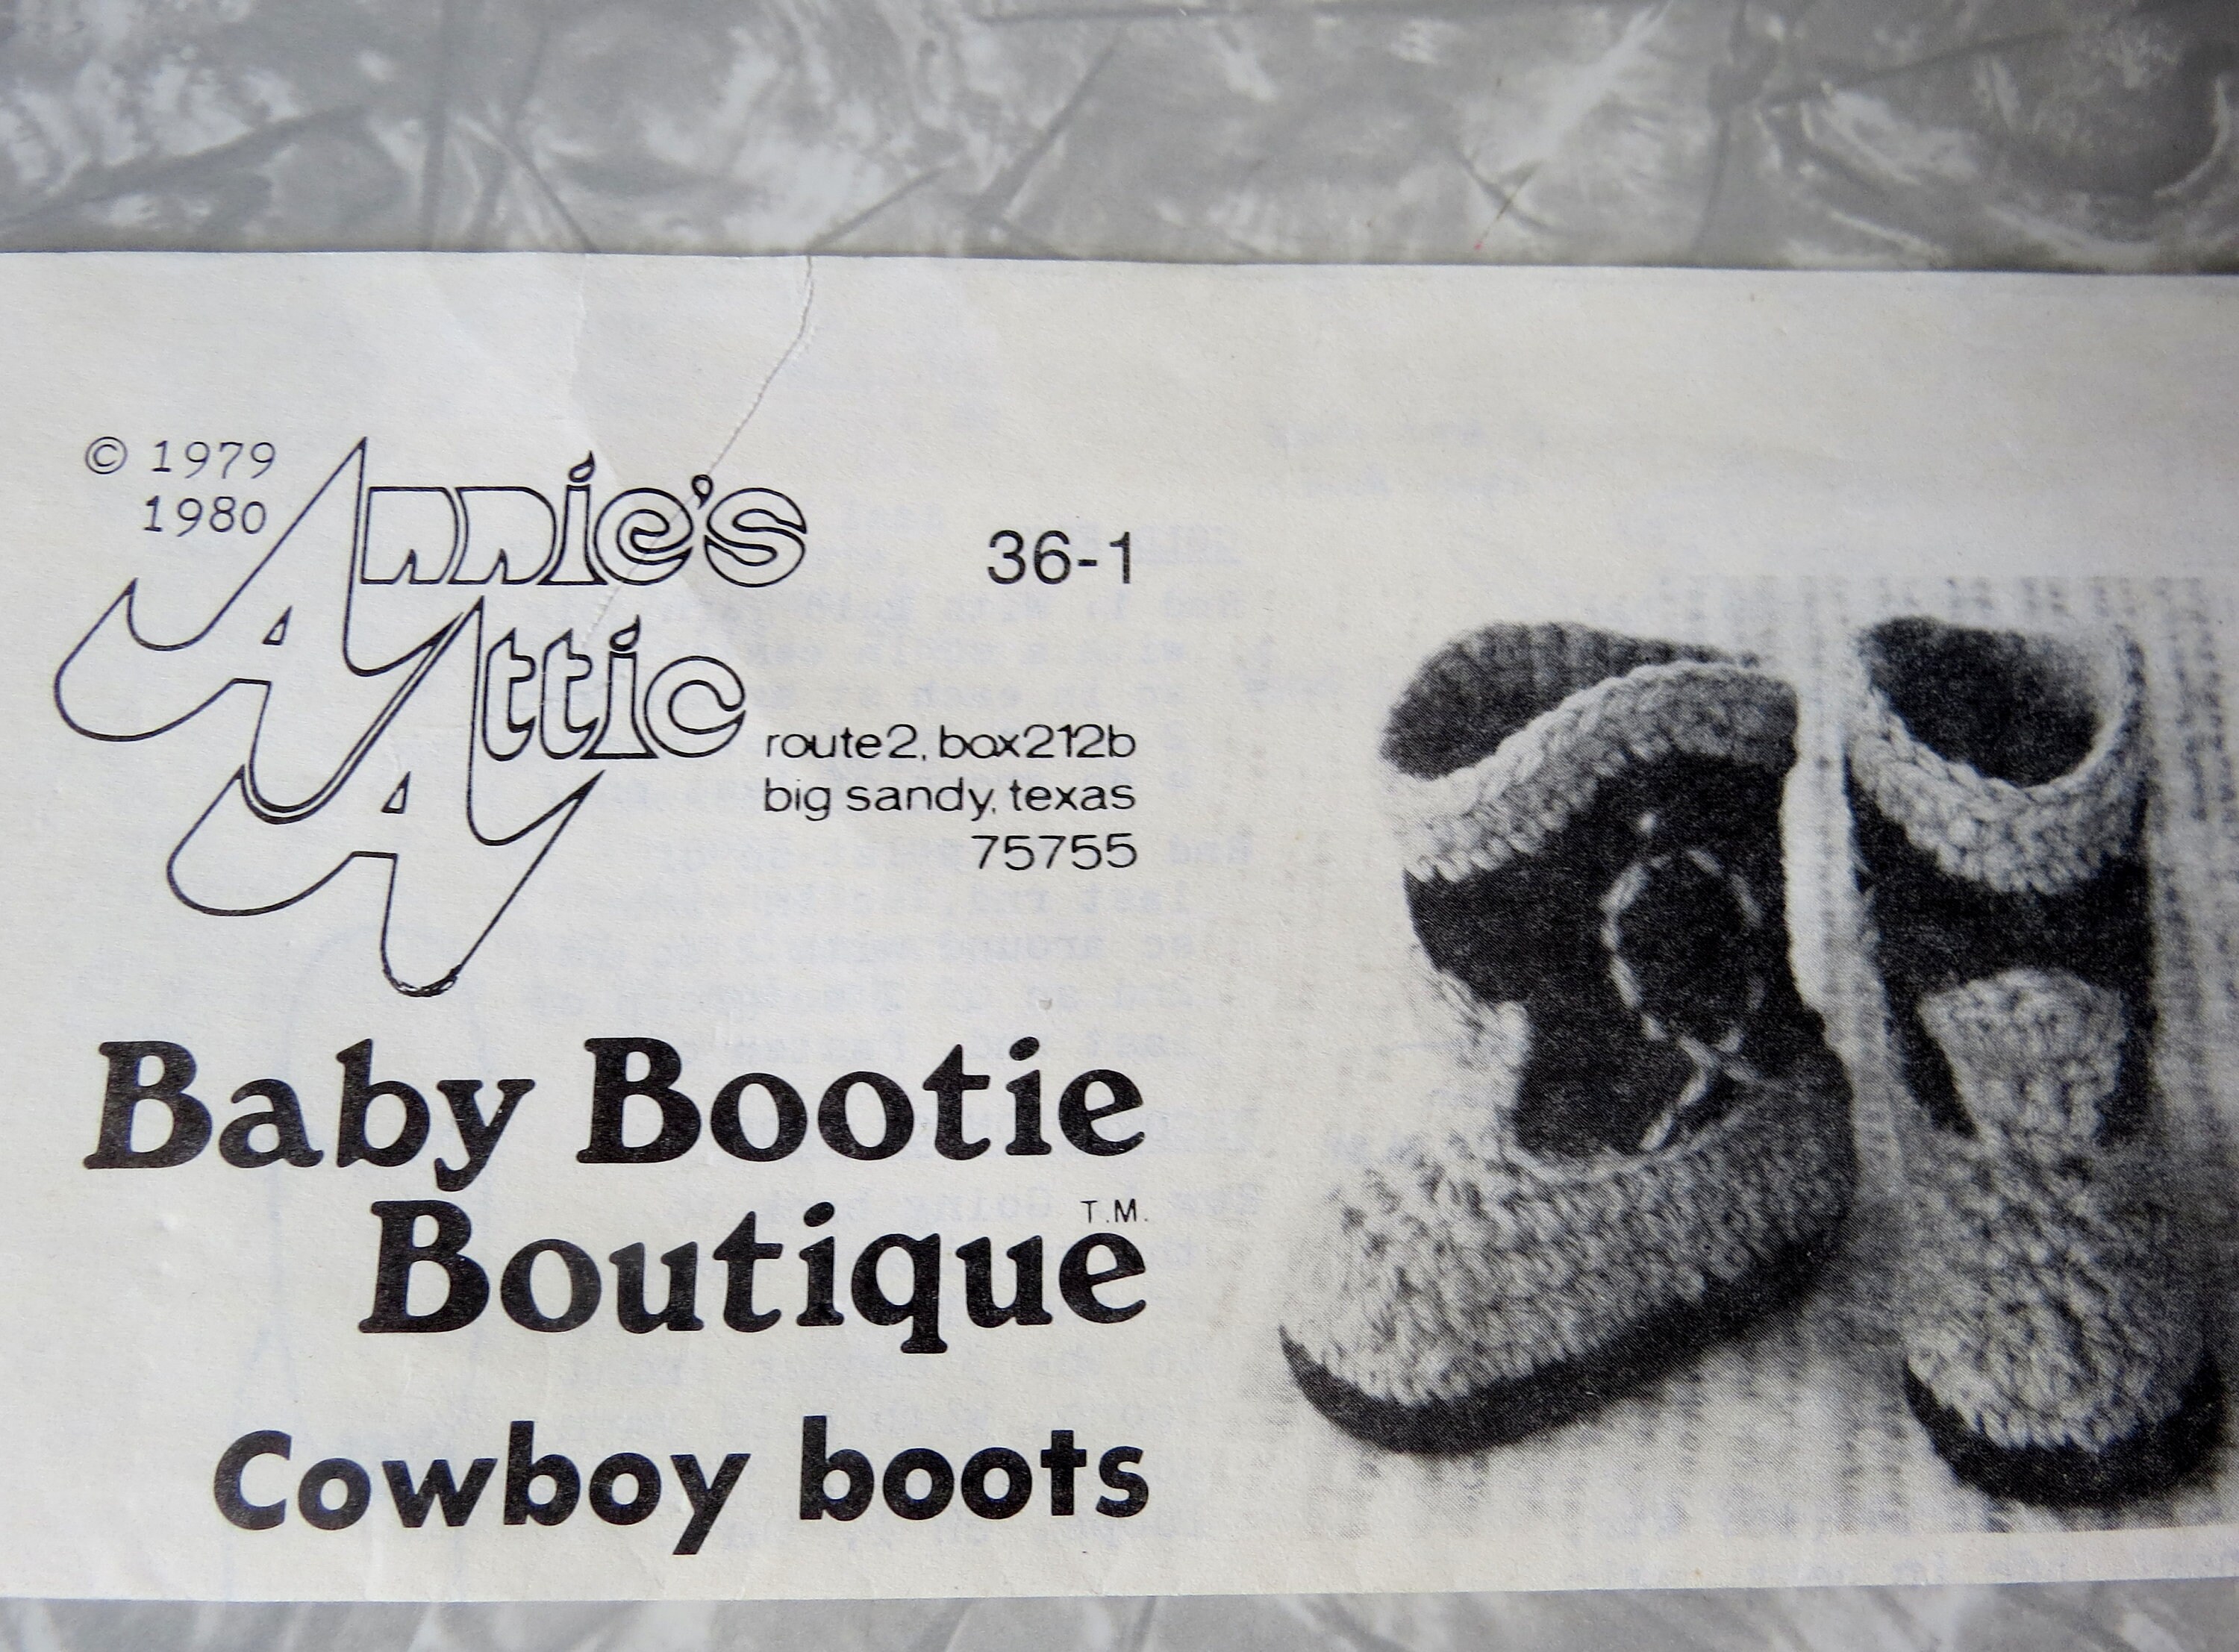 © 1979
1980
Annie's
Attic
36-1
route2, box212b
big sandy, texas
75755
Baby Bootie
Boutique T.M.
Cowboy boots